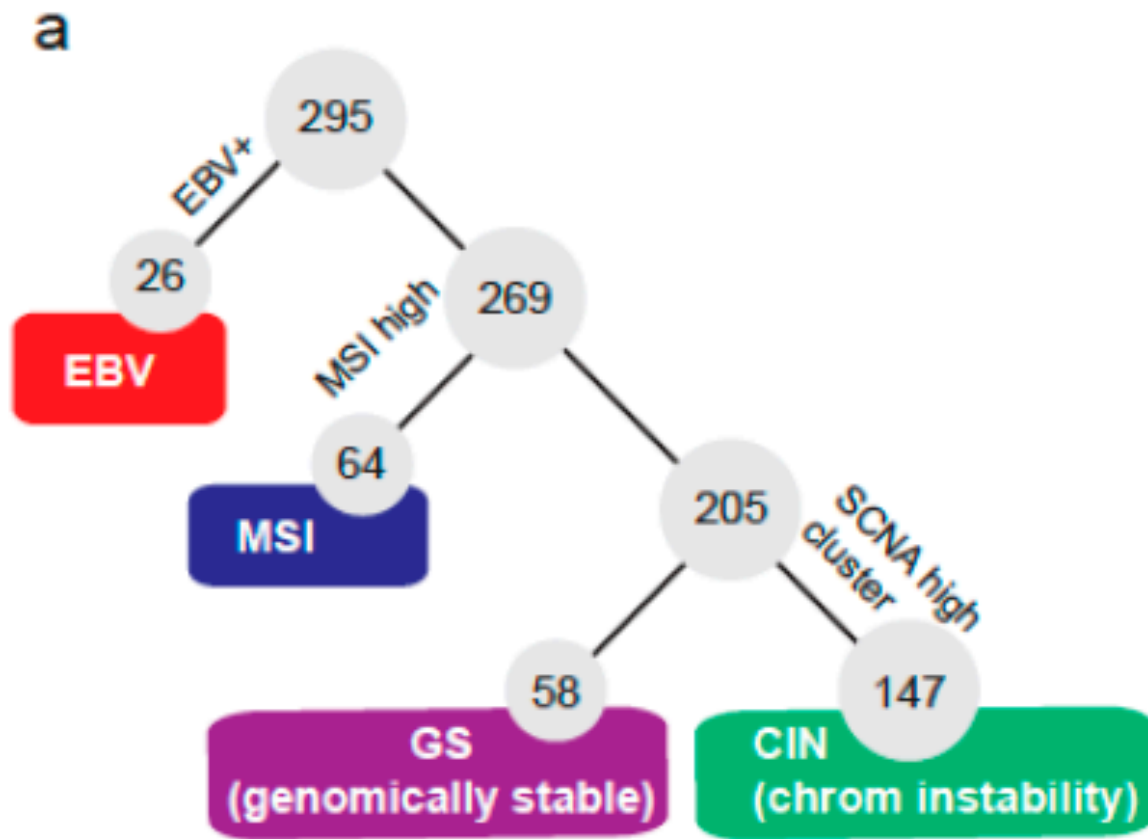 a
295
EBV+
26
EBV
269
MSI high
64
MSI
205
SCNA high
cluster
58
GS
(genomically stable)
147
CIN
(chrom instability)